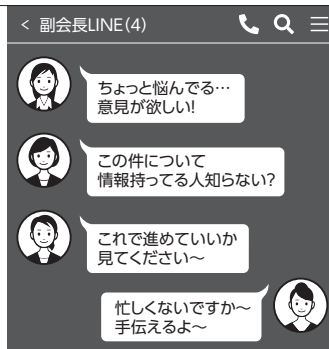 < 副会長LINE(4)
ちょっと悩んでる…
意見が欲しい!
この件について
情報持ってる人知らない?
これで進めていいか
見てください〜
忙しくないですか〜
手伝えるよ〜